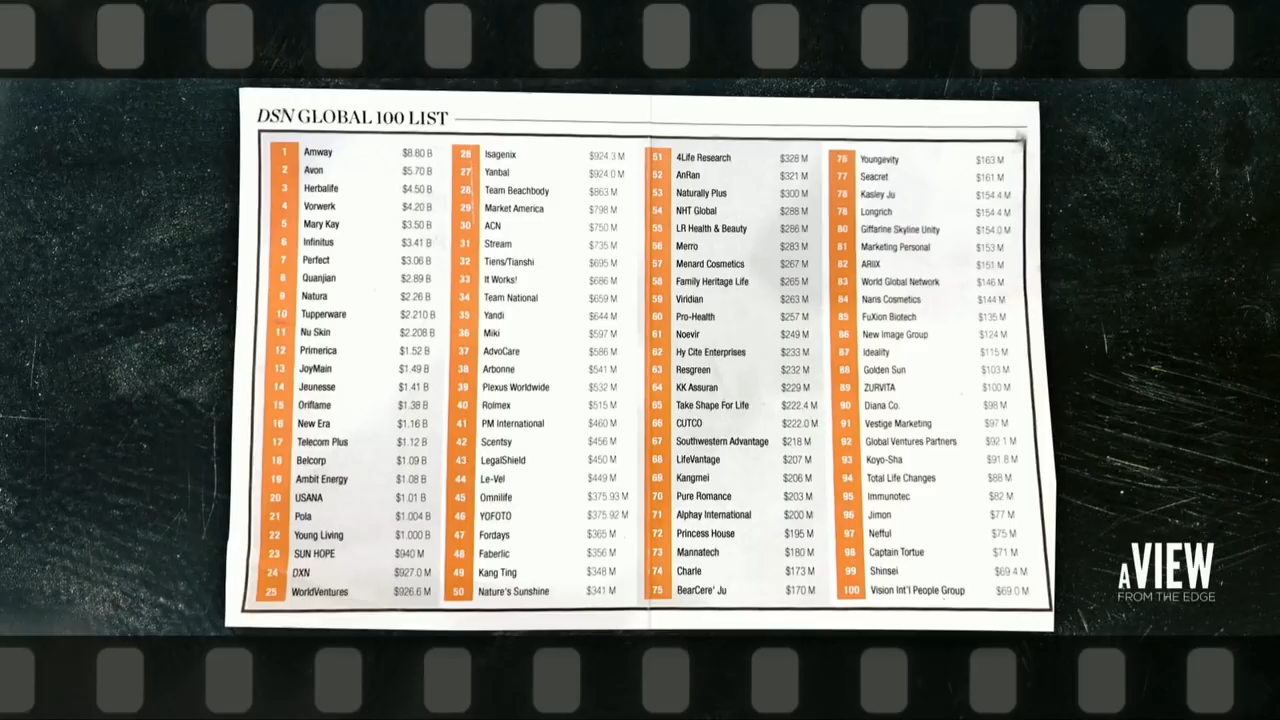 DSN GLOBAL 100 LIST
1 Amway $8.80 B
2 Avon $5.70 B
3 Herbalife $4.50 B
4 Vorwerk $4.20 B
5 Mary Kay $3.50 B
6 Infinitus $3.41 B
7 Perfect $3.06 B
8 Quanjian $2.89 B
9 Natura $2.26 B
10 Tupperware $2.210 B
11 Nu Skin $2.208 B
12 Primerica $1.52 B
13 JoyMain $1.49 B
14 Jeunesse $1.41 B
15 Oriflame $1.38 B
16 New Era $1.16 B
17 Telecom Plus $1.12 B
18 Belcorp $1.09 B
19 Ambit Energy $1.08 B
20 USANA $1.01 B
21 Pola $1.004 B
22 Young Living $1.000 B
23 SUN HOPE $940 M
24 DXN $927.0 M
25 WorldVentures $926.6 M
26 Isagenix $924.3 M
27 Yanbal $924.0 M
28 Team Beachbody $863 M
29 Market America $798 M
30 ACN $750 M
31 Stream $735 M
32 Tiens/Tianshi $695 M
33 It Works! $686 M
34 Team National $659 M
35 Yandi $644 M
36 Miki $597 M
37 AdvoCare $586 M
38 Arbonne $541 M
39 Plexus Worldwide $532 M
40 Rolmex $515 M
41 PM International $460 M
42 Scentsy $456 M
43 LegalShield $450 M
44 Le-Vel $449 M
45 Omnilife $375.93 M
46 YOFOTO $375.92 M
47 Fordays $365 M
48 Faberlic $356 M
49 Kang Ting $348 M
50 Nature's Sunshine $341 M
51 4Life Research $328 M
52 AnRan $321 M
53 Naturally Plus $300 M
54 NHT Global $288 M
55 LR Health & Beauty $286 M
56 Merro $283 M
57 Menard Cosmetics $267 M
58 Family Heritage Life $265 M
59 Viridian $263 M
60 Pro-Health $257 M
61 Noevir $249 M
62 Hy Cite Enterprises $233 M
63 Resgreen $232 M
64 KK Assuran $229 M
65 Take Shape For Life $222.4 M
66 CUTCO $222.0 M
67 Southwestern Advantage $218 M
68 LifeVantage $207 M
69 Kangmei $206 M
70 Pure Romance $203 M
71 Alphay International $200 M
72 Princess House $195 M
73 Mannatech $180 M
74 Charle $173 M
75 BearCere' Ju $170 M
76 Youngevity $163 M
77 Seacret $161 M
78 Kasley Ju $154.4 M
78 Longrich $154.4 M
80 Giffarine Skyline Unity $154.0 M
81 Marketing Personal $153 M
82 ARIIX $151 M
83 World Global Network $146 M
84 Naris Cosmetics $144 M
85 FuXion Biotech $135 M
86 New Image Group $124 M
87 Ideality $115 M
88 Golden Sun $103 M
89 ZURVITA $100 M
90 Diana Co. $98 M
91 Vestige Marketing $97 M
92 Global Ventures Partners $92.1 M
93 Koyo-Sha $91.8 M
94 Total Life Changes $88 M
95 Immunotec $82 M
96 Jimon $77 M
97 Nefful $75 M
98 Captain Tortue $71 M
99 Shinsei $69.4 M
100 Vision Int'l People Group $69.0 M
A VIEW
FROM THE EDGE